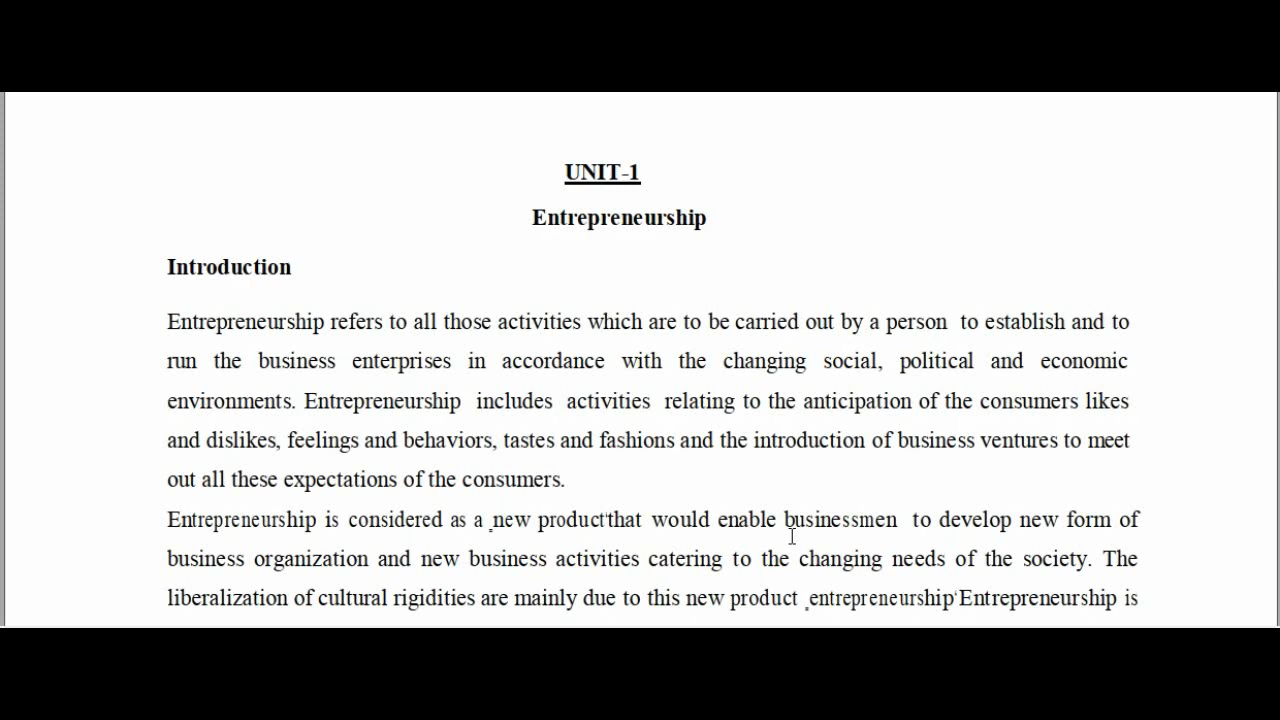 UNIT-1
Entrepreneurship
Introduction
Entrepreneurship refers to all those activities which are to be carried out by a person to establish and to
run the business enterprises in accordance with the changing social, political and economic
environments. Entrepreneurship includes activities relating to the anticipation of the consumers likes
and dislikes, feelings and behaviors, tastes and fashions and the introduction of business ventures to meet
out all these expectations of the consumers.
Entrepreneurship is considered as a „new product‟that would enable businessmen to develop new form of
business organization and new business activities catering to the changing needs of the society. The
liberalization of cultural rigidities are mainly due to this new product „entrepreneurship‟Entrepreneurship is